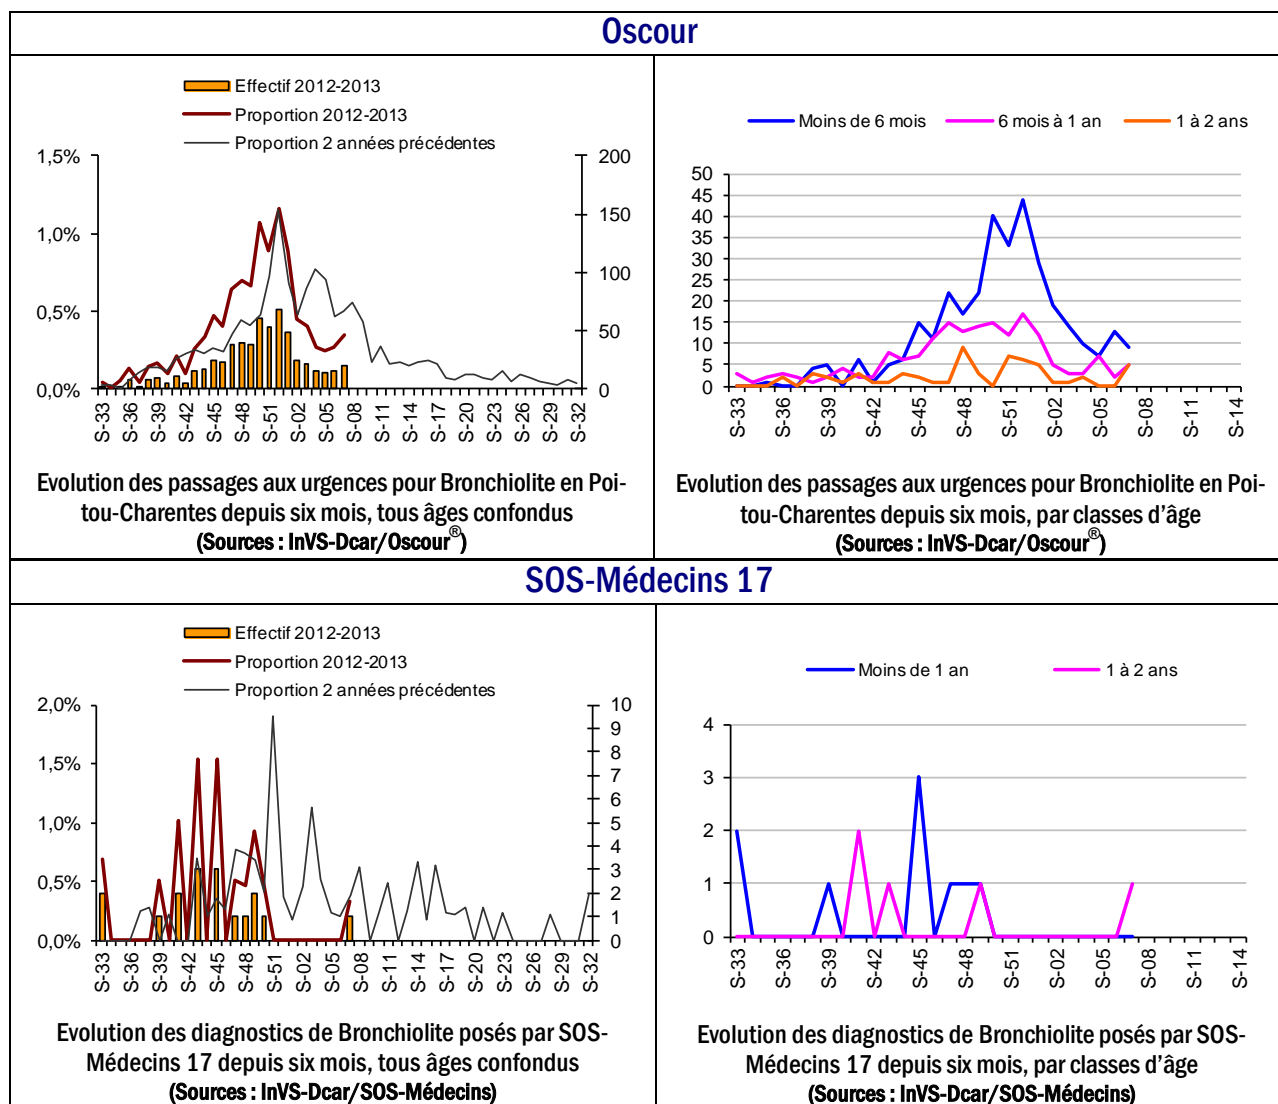 Oscour
Effectif 2012-2013
Proportion 2012-2013
Proportion 2 années précédentes
1,5%
1,0%
0,5%
0,0%
200
150
100
50
0
S-33
S-36
S-39
S-42
S-45
S-48
S-51
S-02
S-05
S-08
S-11
S-14
S-17
S-20
S-23
S-26
S-29
S-32
Evolution des passages aux urgences pour Bronchiolite en Poi-
tou-Charentes depuis six mois, tous âges confondus
(Sources : InVS-Dcar/Oscour®)
Moins de 6 mois
6 mois à 1 an
1 à 2 ans
50
45
40
35
30
25
20
15
10
5
0
S-33
S-36
S-39
S-42
S-45
S-48
S-51
S-02
S-05
S-08
S-11
S-14
Evolution des passages aux urgences pour Bronchiolite en Poi-
tou-Charentes depuis six mois, par classes d’âge
(Sources : InVS-Dcar/Oscour®)
SOS-Médecins 17
Effectif 2012-2013
Proportion 2012-2013
Proportion 2 années précédentes
2,0%
1,5%
1,0%
0,5%
0,0%
10
9
8
7
6
5
4
3
2
1
0
S-33
S-36
S-39
S-42
S-45
S-48
S-51
S-02
S-05
S-08
S-11
S-14
S-17
S-20
S-23
S-26
S-29
S-32
Evolution des diagnostics de Bronchiolite posés par SOS-
Médecins 17 depuis six mois, tous âges confondus
(Sources : InVS-Dcar/SOS-Médecins)
Moins de 1 an
1 à 2 ans
4
3
2
1
0
S-33
S-36
S-39
S-42
S-45
S-48
S-51
S-02
S-05
S-08
S-11
S-14
Evolution des diagnostics de Bronchiolite posés par SOS-
Médecins 17 depuis six mois, par classes d’âge
(Sources : InVS-Dcar/SOS-Médecins)